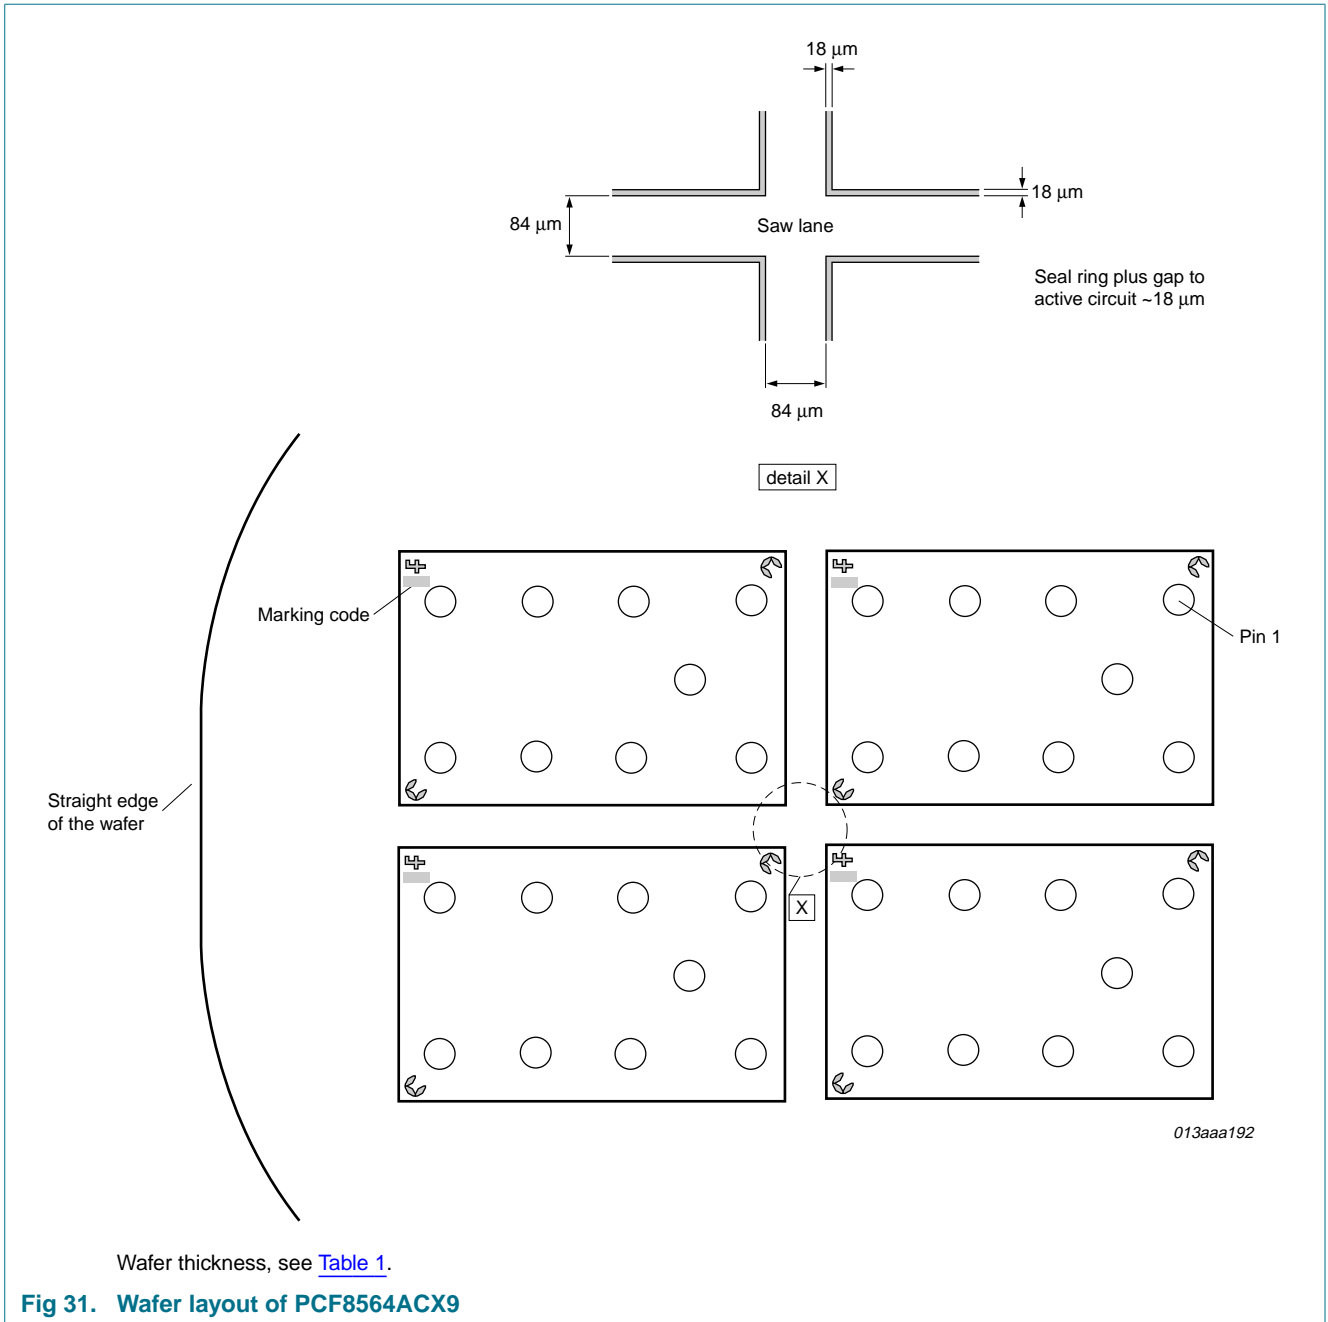 18 μm
18 μm
84 μm
Saw lane
Seal ring plus gap to
active circuit ~18 μm
84 μm
detail X
Marking code
Pin 1
Straight edge
of the wafer
X
013aaa192
Wafer thickness, see Table 1.
Fig 31. Wafer layout of PCF8564ACX9